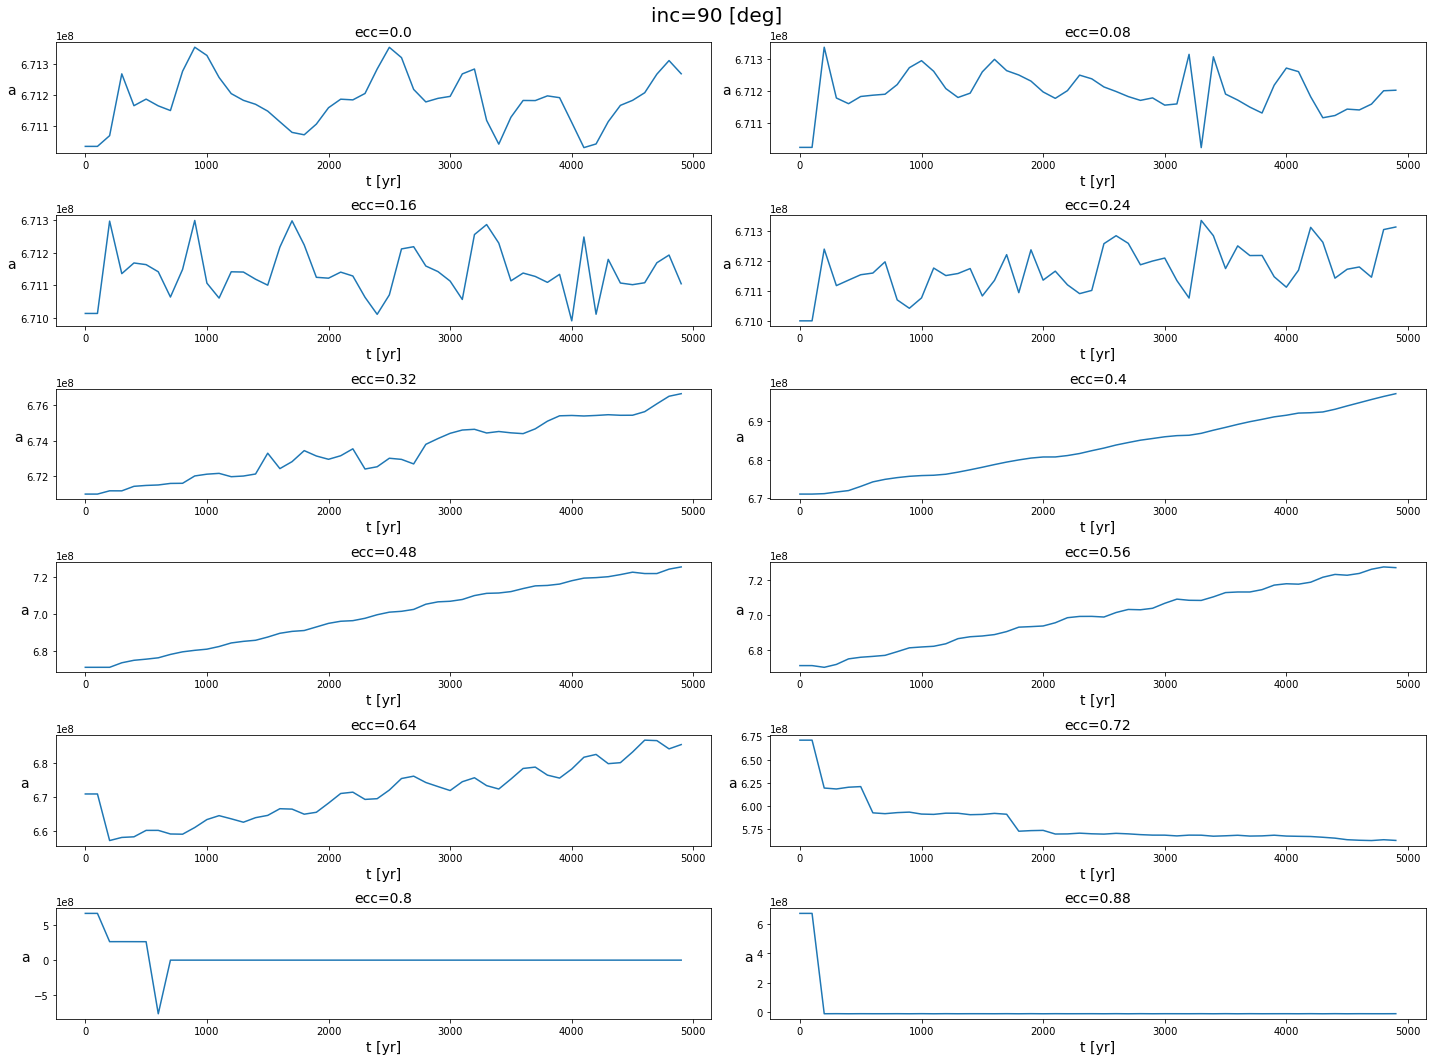 inc=90 [deg]
ecc=0.0
ecc=0.08
1e8
1e8
6.713
6.712
6.711
a
6.713
6.712
6.711
a
0 1000 2000 3000 4000 5000
0 1000 2000 3000 4000 5000
t [yr]
t [yr]
ecc=0.16
ecc=0.24
1e8
1e8
6.713
6.712
6.711
6.710
a
6.713
6.712
6.711
6.710
a
0 1000 2000 3000 4000 5000
0 1000 2000 3000 4000 5000
t [yr]
t [yr]
ecc=0.32
ecc=0.4
1e8
1e8
6.76
6.74
6.72
a
6.9
6.8
6.7
a
0 1000 2000 3000 4000 5000
0 1000 2000 3000 4000 5000
t [yr]
t [yr]
ecc=0.48
ecc=0.56
1e8
1e8
7.2
7.0
6.8
a
7.2
7.0
6.8
a
0 1000 2000 3000 4000 5000
0 1000 2000 3000 4000 5000
t [yr]
t [yr]
ecc=0.64
ecc=0.72
1e8
1e8
6.8
6.7
6.6
a
6.75
6.50
6.25
6.00
5.75
a
0 1000 2000 3000 4000 5000
0 1000 2000 3000 4000 5000
t [yr]
t [yr]
ecc=0.8
ecc=0.88
1e8
1e8
5
0
−5
a
6
4
2
0
a
0 1000 2000 3000 4000 5000
0 1000 2000 3000 4000 5000
t [yr]
t [yr]